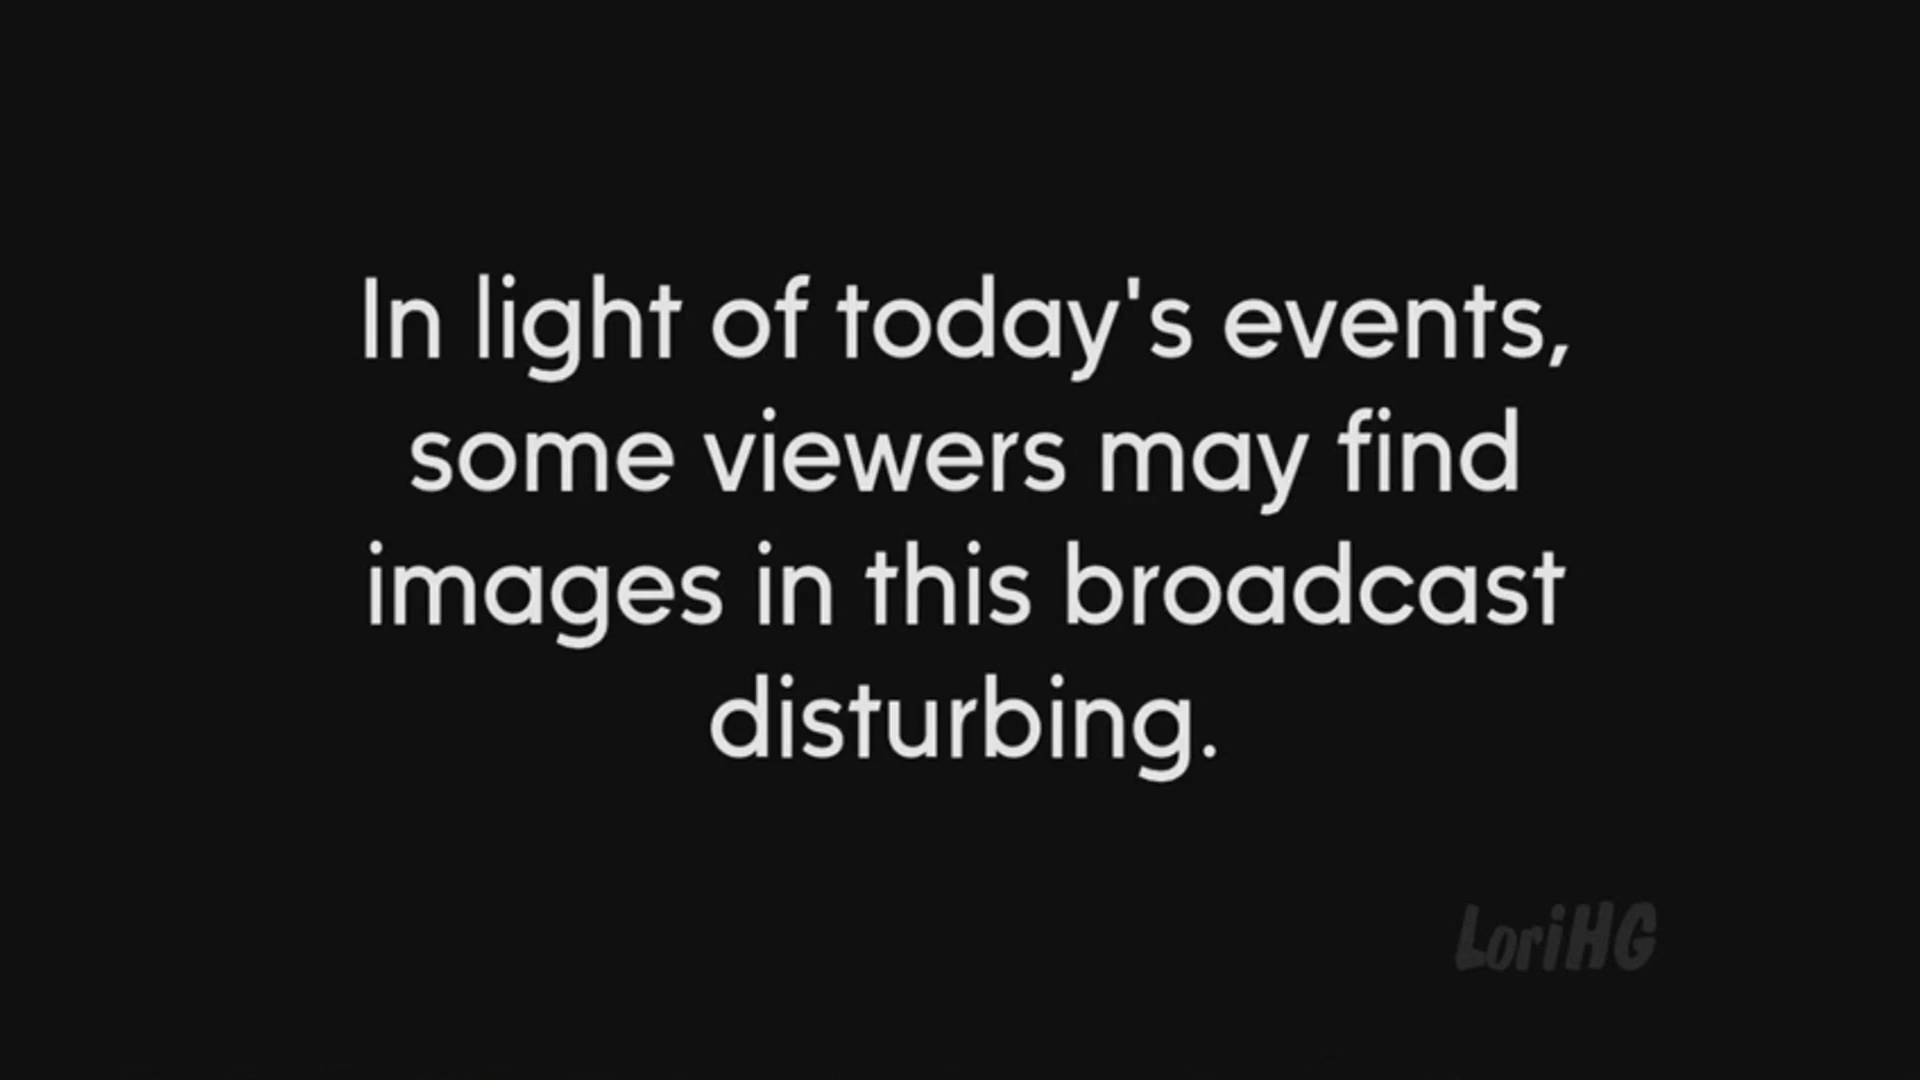 In light of today's events,
some viewers may find
images in this broadcast
disturbing.
LoriHG